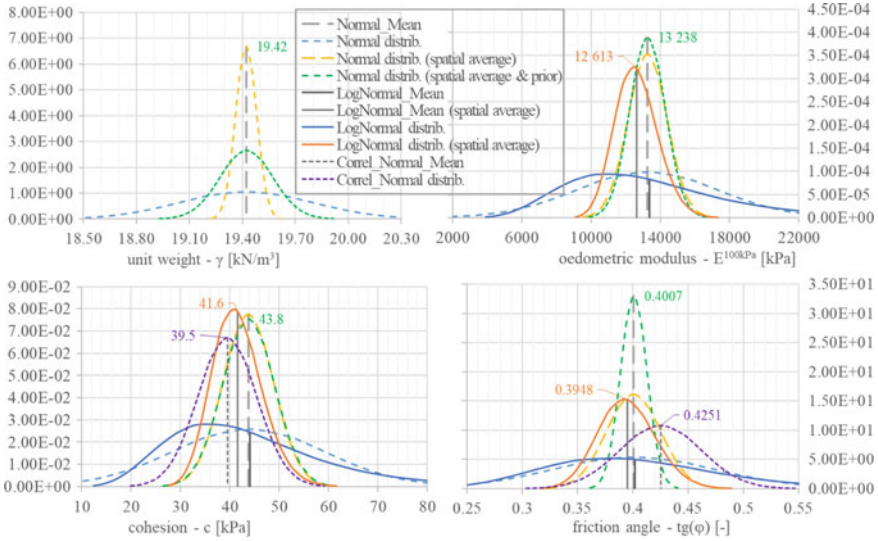 8.00E+00
7.00E+00
6.00E+00
5.00E+00
4.00E+00
3.00E+00
2.00E+00
1.00E+00
0.00E+00
19.42
18.50 18.80 19.10 19.40 19.70 20.00 20.30
unit weight - γ [kN/m³]
Normal_Mean
Normal distrib.
Normal distrib. (spatial average)
Normal distrib. (spatial average & prior)
LogNormal_Mean
LogNormal_Mean (spatial average)
LogNormal distrib.
LogNormal distrib. (spatial average)
Correl_Normal_Mean
Correl_Normal distrib.
12 613
13 238
4.50E-04
4.00E-04
3.50E-04
3.00E-04
2.50E-04
2.00E-04
1.50E-04
1.00E-04
5.00E-05
0.00E+00
2000 6000 10000 14000 18000 22000
oedometric modulus - E^100kPa [kPa]
9.00E-02
8.00E-02
7.00E-02
6.00E-02
5.00E-02
4.00E-02
3.00E-02
2.00E-02
1.00E-02
0.00E+00
41.6
39.5
43.8
10 20 30 40 50 60 70 80
cohesion - c [kPa]
0.4007
0.3948
0.4251
3.50E+01
3.00E+01
2.50E+01
2.00E+01
1.50E+01
1.00E+01
5.00E+00
0.00E+00
0.25 0.3 0.35 0.4 0.45 0.5 0.55
friction angle - tg(φ) [-]